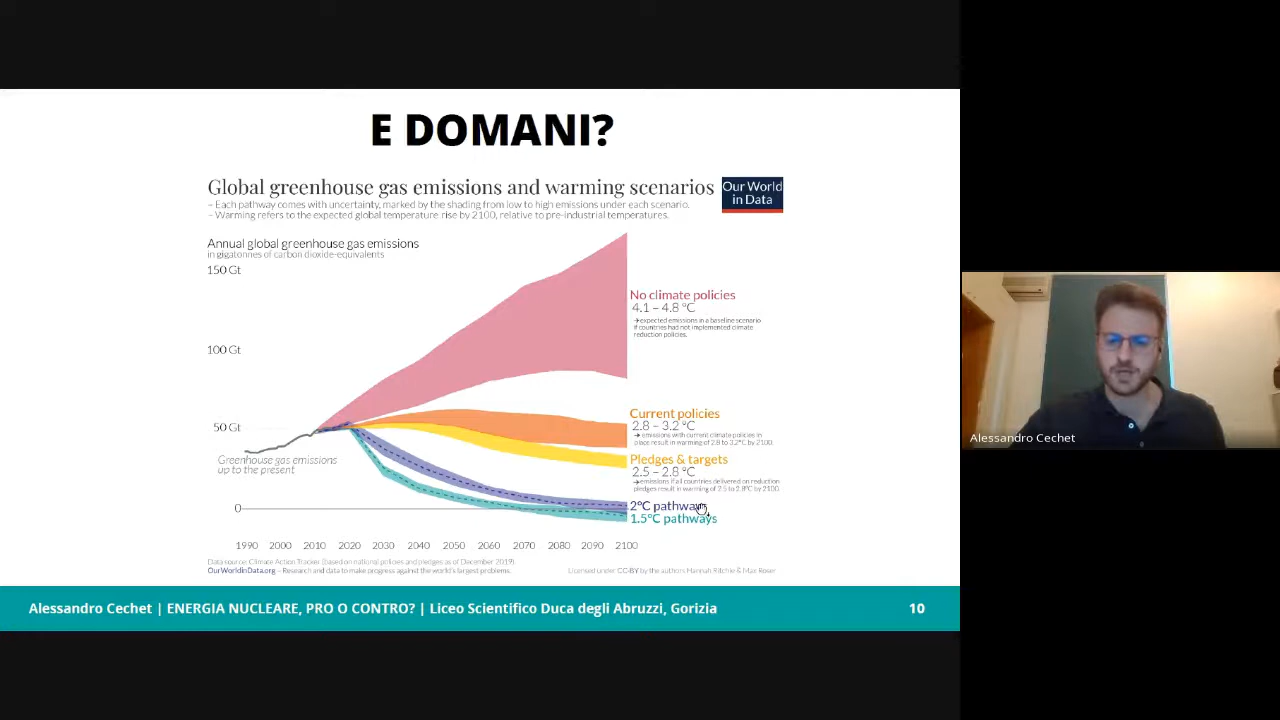 E DOMANI?
Global greenhouse gas emissions and warming scenarios
Our World
in Data
– Each pathway comes with uncertainty, marked by the shading from low to high emissions under each scenario.
– Warming refers to the expected global temperature rise by 2100, relative to pre-industrial temperatures.
Annual global greenhouse gas emissions
in gigatonnes of carbon dioxide-equivalents
150 Gt
No climate policies
4.1 – 4.8 °C
→ expected emissions in a baseline scenario
if countries had not implemented climate
reduction policies.
100 Gt
Current policies
2.8 – 3.2 °C
→ emissions with current climate policies in
place result in warming of 2.8 to 3.2°C by 2100.
50 Gt
Greenhouse gas emissions
up to the present
Pledges & targets
2.5 – 2.8 °C
→ emissions if all countries delivered on reduction
pledges result in warming of 2.5 to 2.8°C by 2100.
2°C pathways
0
1.5°C pathways
1990 2000 2010 2020 2030 2040 2050 2060 2070 2080 2090 2100
Data source: Climate Action Tracker (based on national policies and pledges as of December 2019)
OurWorldinData.org – Research and data to make progress against the world's largest problems.
Licensed under CC-BY by the authors Hannah Ritchie & Max Roser
Alessandro Cechet | ENERGIA NUCLEARE, PRO O CONTRO? | Liceo Scientifico Duca degli Abruzzi, Gorizia
10
Alessandro Cechet